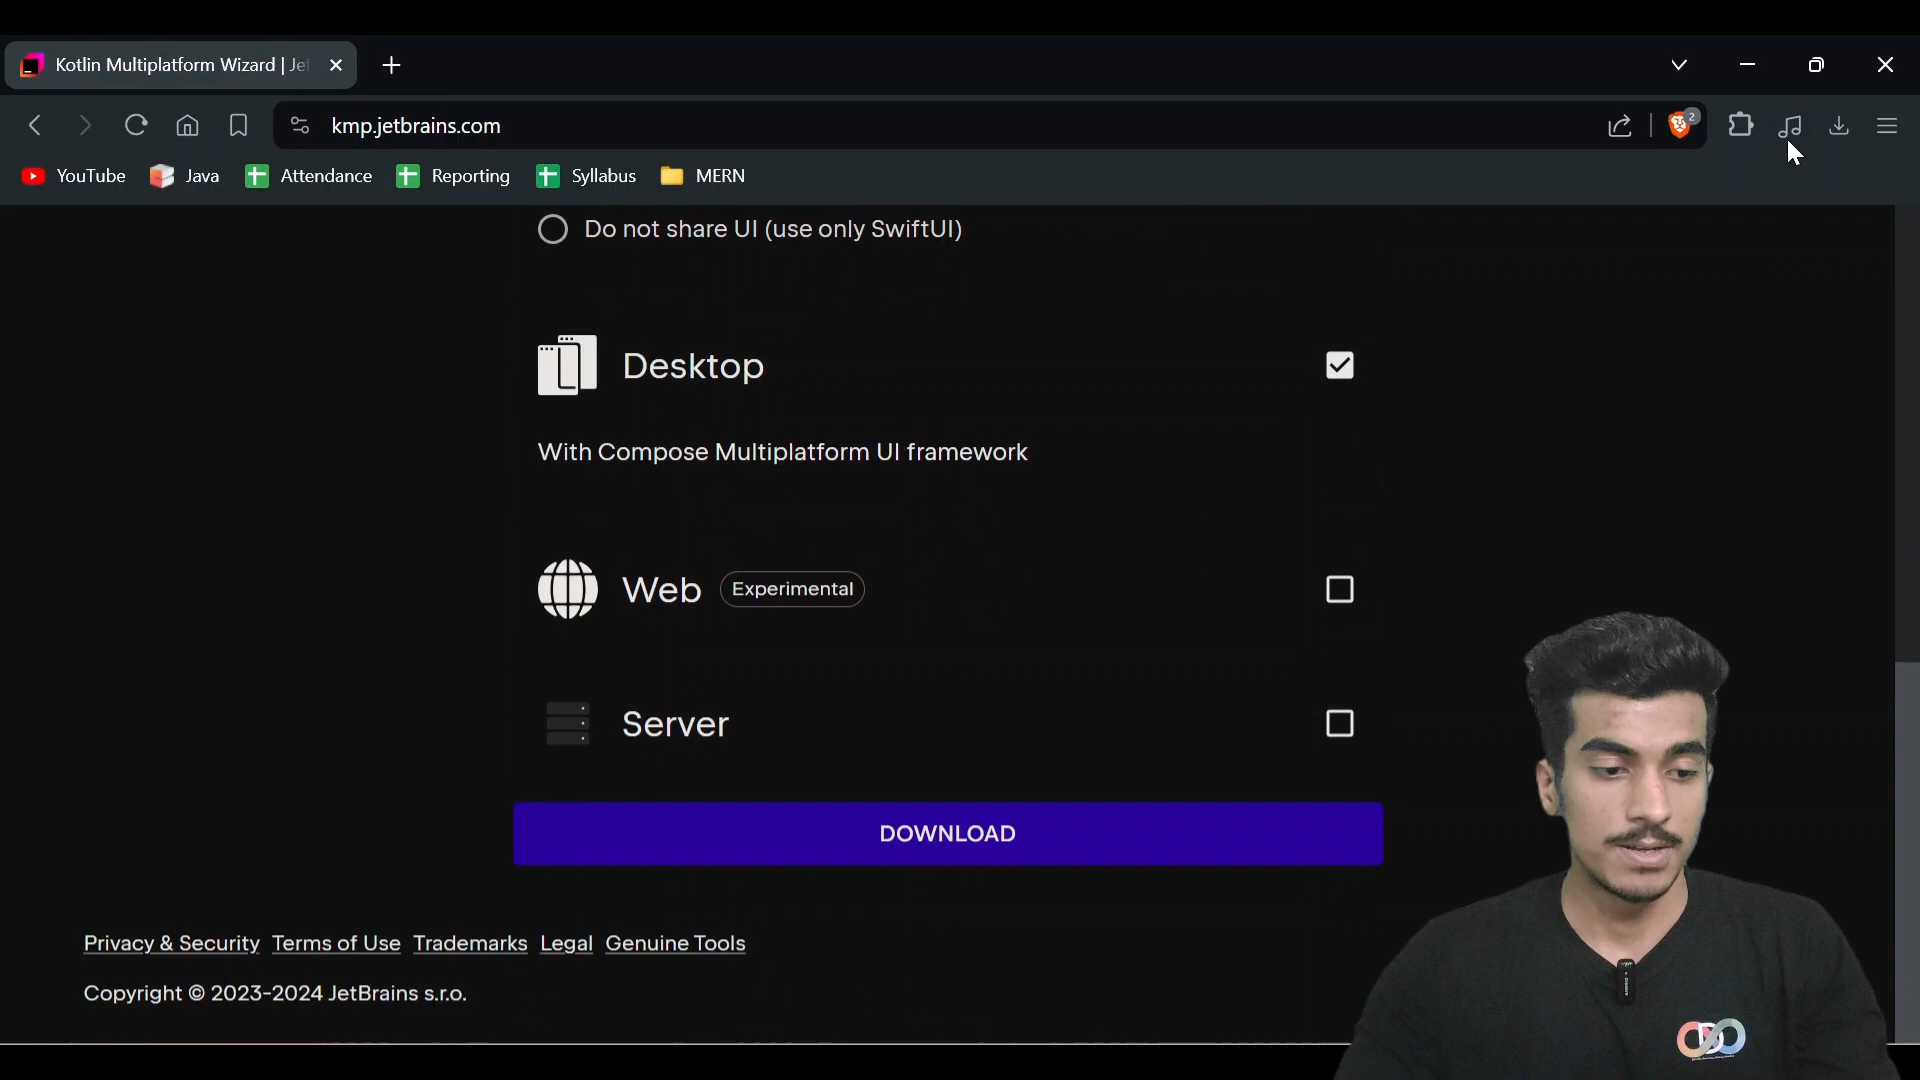 Kotlin Multiplatform Wizard | Jet
kmp.jetbrains.com
2
YouTube Java Attendance Reporting Syllabus MERN
Do not share UI (use only SwiftUI)
Desktop
With Compose Multiplatform UI framework
Web Experimental
Server
DOWNLOAD
Privacy & Security Terms of Use Trademarks Legal Genuine Tools
Copyright © 2023-2024 JetBrains s.r.o.